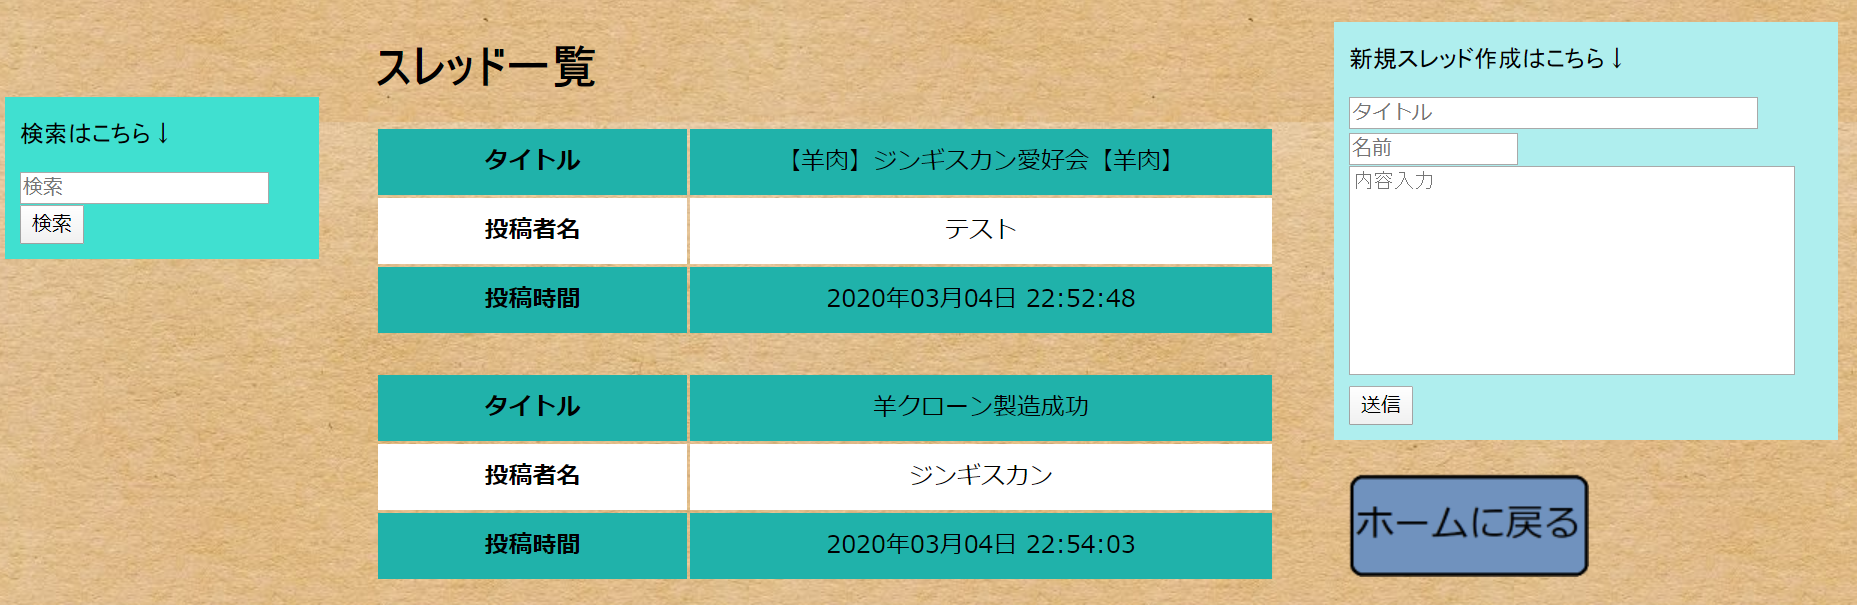 検索はこちら↓
検索
検索
スレッド一覧
タイトル 【羊肉】ジンギスカン愛好会【羊肉】
投稿者名 テスト
投稿時間 2020年03月04日 22:52:48
タイトル 羊クローン製造成功
投稿者名 ジンギスカン
投稿時間 2020年03月04日 22:54:03
新規スレッド作成はこちら↓
タイトル
名前
内容入力
送信
ホームに戻る